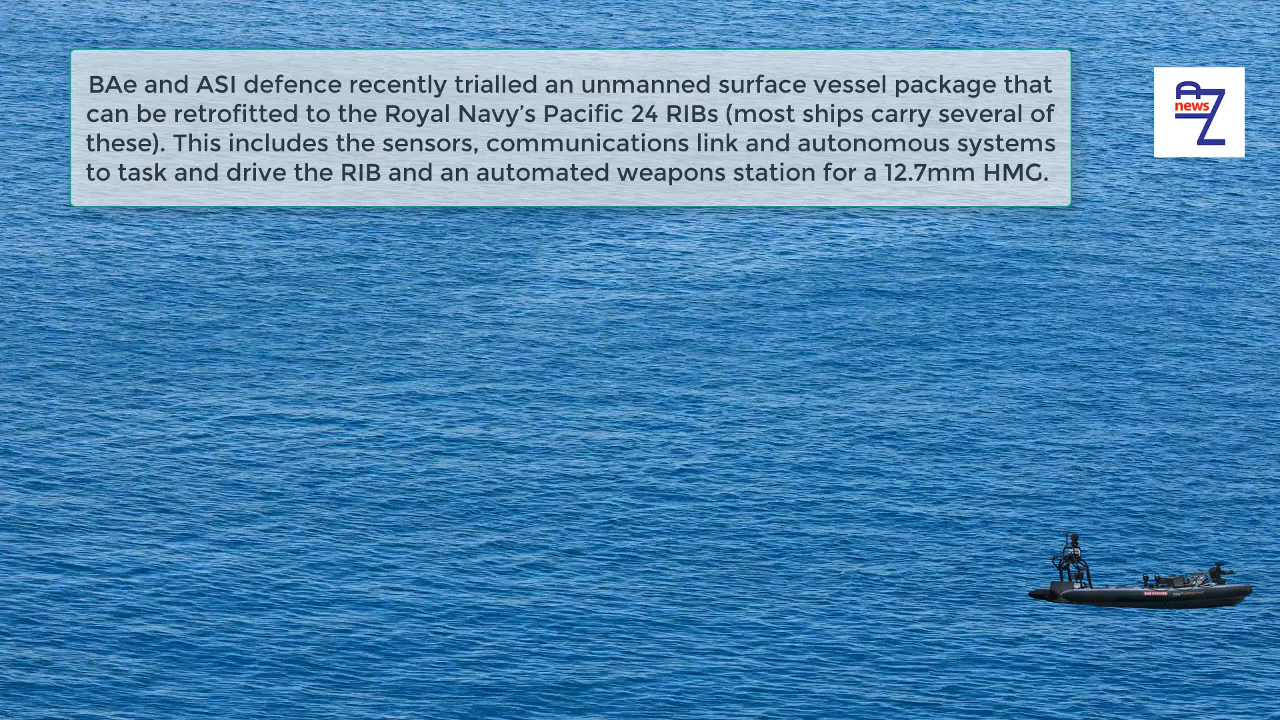 BAe and ASI defence recently trialled an unmanned surface vessel package that
can be retrofitted to the Royal Navy’s Pacific 24 RIBs (most ships carry several of
these). This includes the sensors, communications link and autonomous systems
to task and drive the RIB and an automated weapons station for a 12.7mm HMG.
A
news
Z
BAE SYSTEMS